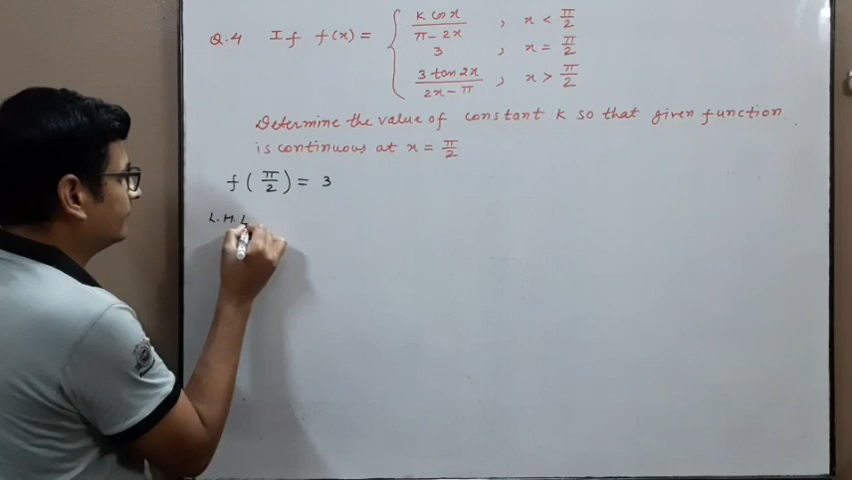 Q.4 If f(x) = { k cosx / π - 2x , x < π/2
3 , x = π/2
3 tan 2x / 2x - π ; x > π/2
Determine the value of constant k so that given function
is continuous at x = π/2
f(π/2) = 3
L.H.L